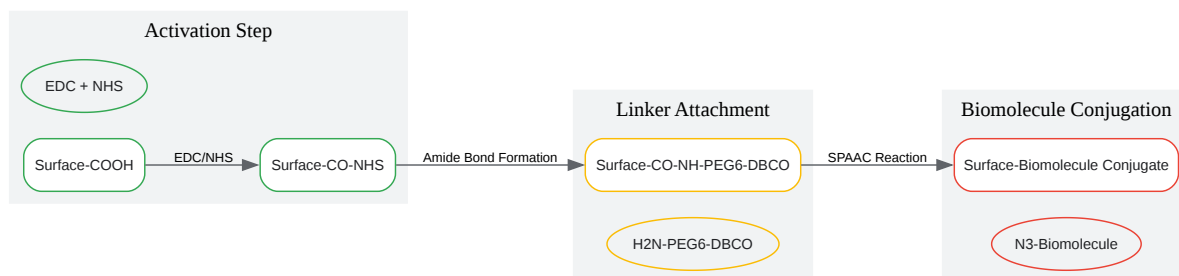 Activation Step
EDC + NHS
Surface-COOH
EDC/NHS
Surface-CO-NHS
Amide Bond Formation
Linker Attachment
Surface-CO-NH-PEG6-DBCO
H2N-PEG6-DBCO
SPAAC Reaction
Biomolecule Conjugation
Surface-Biomolecule Conjugate
N3-Biomolecule